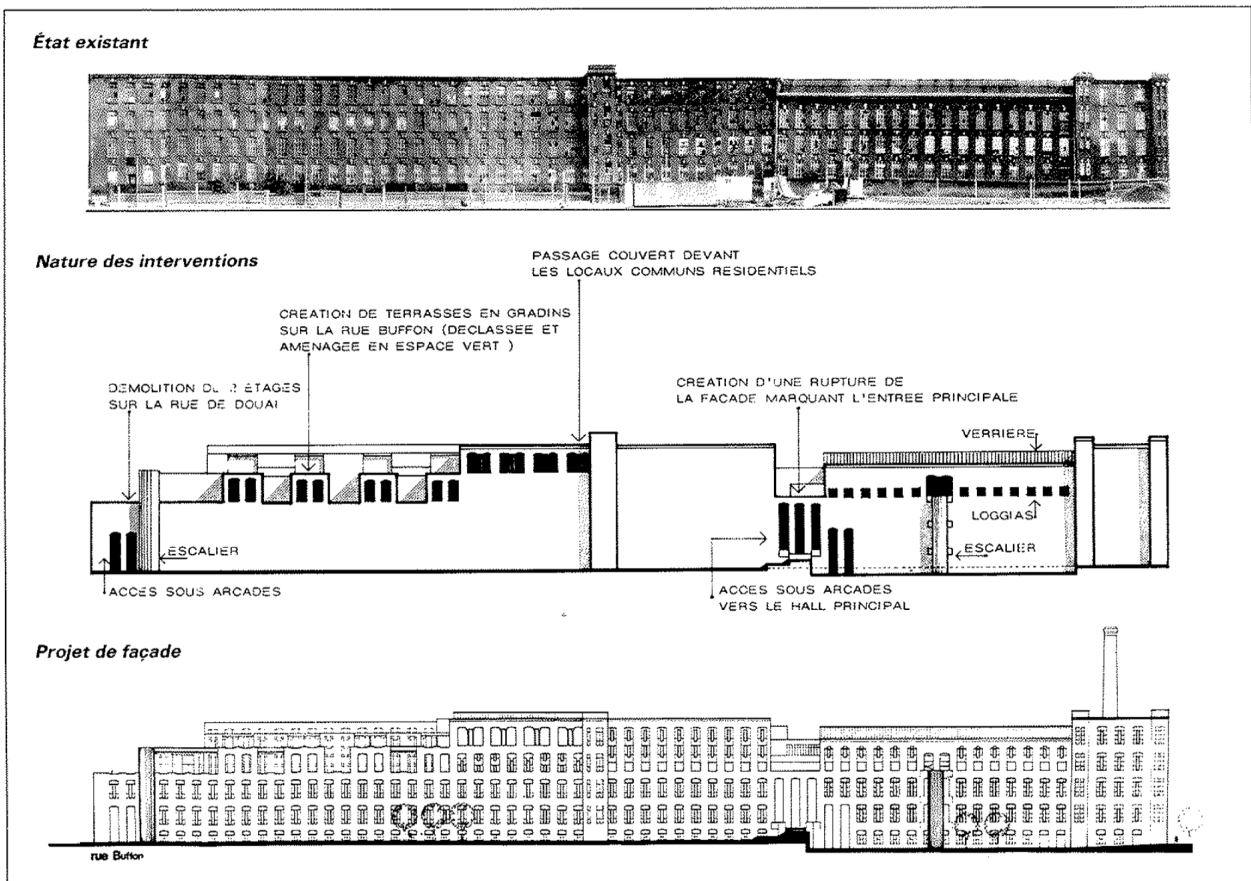 État existant
Nature des interventions
PASSAGE COUVERT DEVANT
LES LOCAUX COMMUNS RESIDENTIELS
CREATION DE TERRASSES EN GRADINS
SUR LA RUE BUFFON (DECLASSEE ET
AMENAGEE EN ESPACE VERT )
DEMOLITION DE 2 ETAGES
SUR LA RUE DE DOUAI
CREATION D'UNE RUPTURE DE
LA FACADE MARQUANT L'ENTREE PRINCIPALE
VERRIERE
LOGGIAS
ESCALIER
ESCALIER
ACCES SOUS ARCADES
ACCES SOUS ARCADES
VERS LE HALL PRINCIPAL
Projet de façade
rue Buffon